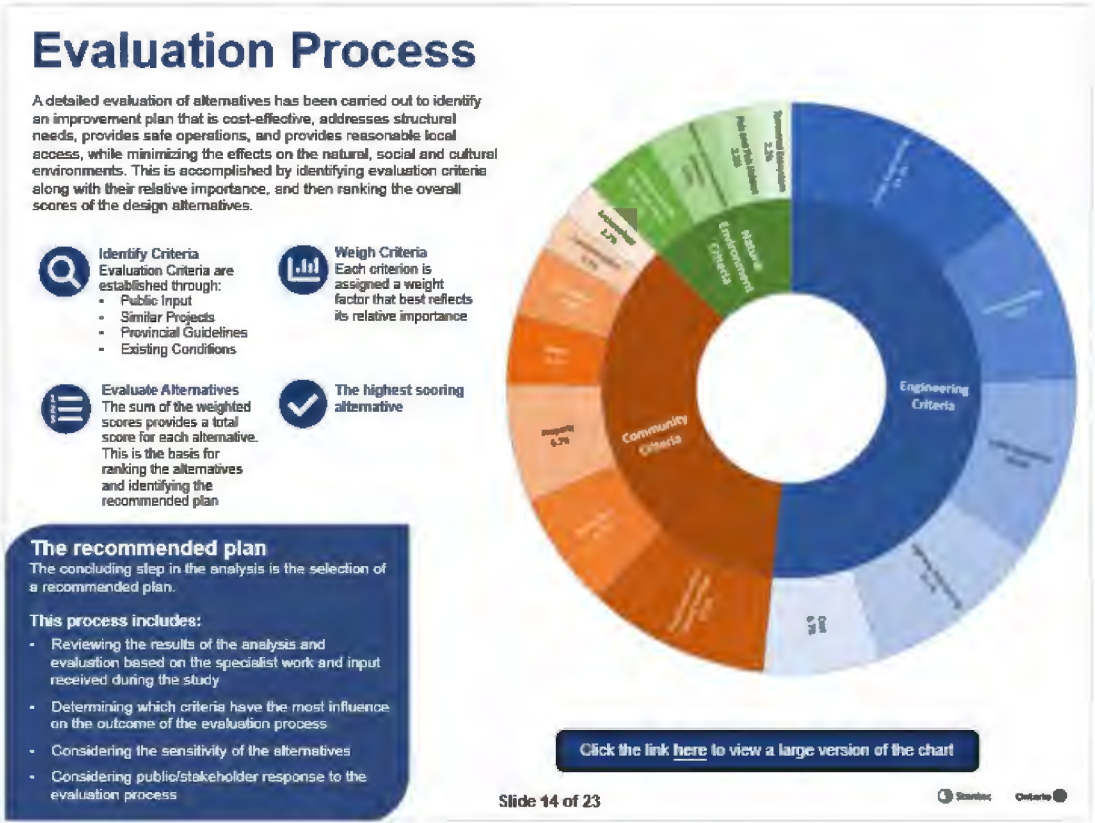 Evaluation Process
A detailed evaluation of alternatives has been carried out to identify
an improvement plan that is cost-effective, addresses structural
needs, provides safe operations, and provides reasonable local
access, while minimizing the effects on the natural, social and cultural
environments. This is accomplished by identifying evaluation criteria
along with their relative importance, and then ranking the overall
scores of the design alternatives.
Identify Criteria
Evaluation Criteria are
established through:
- Public Input
- Similar Projects
- Provincial Guidelines
- Existing Conditions
Weigh Criteria
Each criterion is
assigned a weight
factor that best reflects
its relative importance
Evaluate Alternatives
The sum of the weighted
scores provides a total
score for each alternative.
This is the basis for
ranking the alternatives
and identifying the
recommended plan
The highest scoring
alternative
The recommended plan
The concluding step in the analysis is the selection of
a recommended plan.
This process includes:
- Reviewing the results of the analysis and
evaluation based on the specialist work and input
received during the study
- Determining which criteria have the most influence
on the outcome of the evaluation process
- Considering the sensitivity of the alternatives
- Considering public/stakeholder response to the
evaluation process
Natural
Environment
Criteria
Engineering
Criteria
Community
Criteria
Terrestrial Ecosystem
Fish and Fish Habitat
Archaeology
Property
6.7%
Cost
6.7%
Click the link here to view a large version of the chart
Slide 14 of 23
Stantec
Ontario